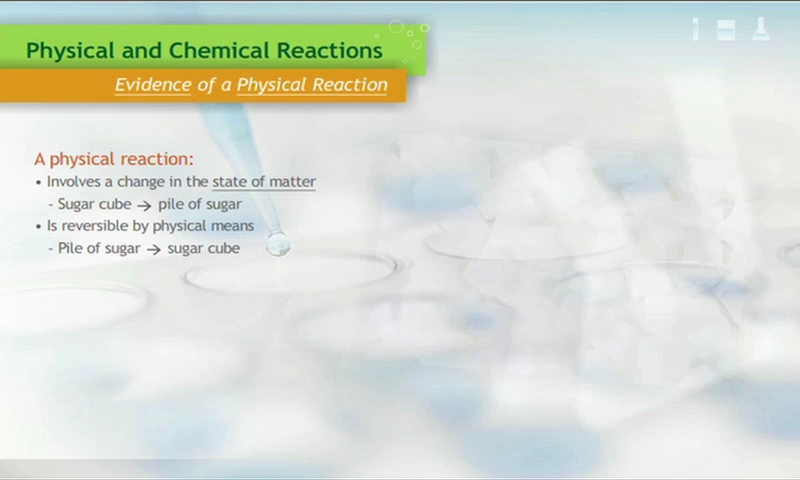 Physical and Chemical Reactions
Evidence of a Physical Reaction
A physical reaction:
• Involves a change in the state of matter
- Sugar cube → pile of sugar
• Is reversible by physical means
- Pile of sugar → sugar cube